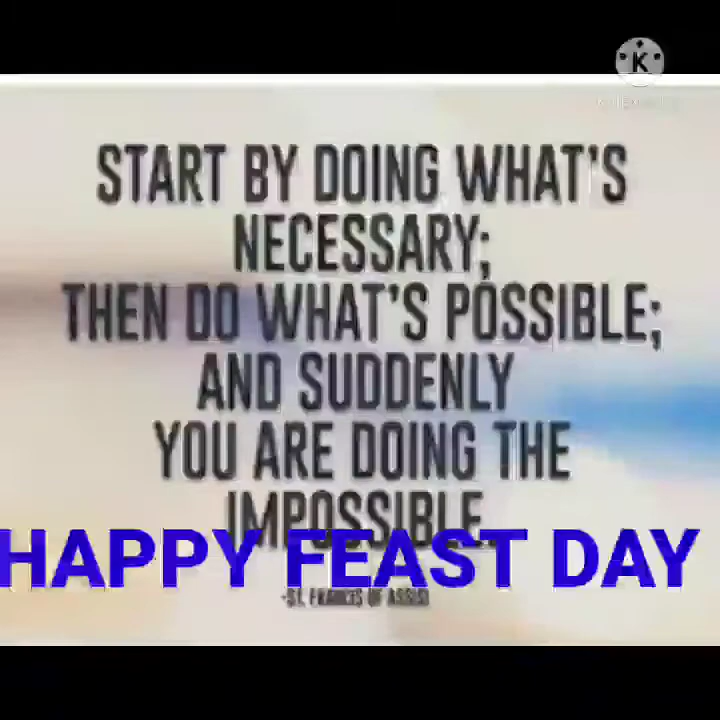 K
START BY DOING WHAT'S
NECESSARY;
THEN DO WHAT'S POSSIBLE;
AND SUDDENLY
YOU ARE DOING THE
IMPOSSIBLE.
HAPPY FEAST DAY
-ST. FRANCIS OF ASSISI